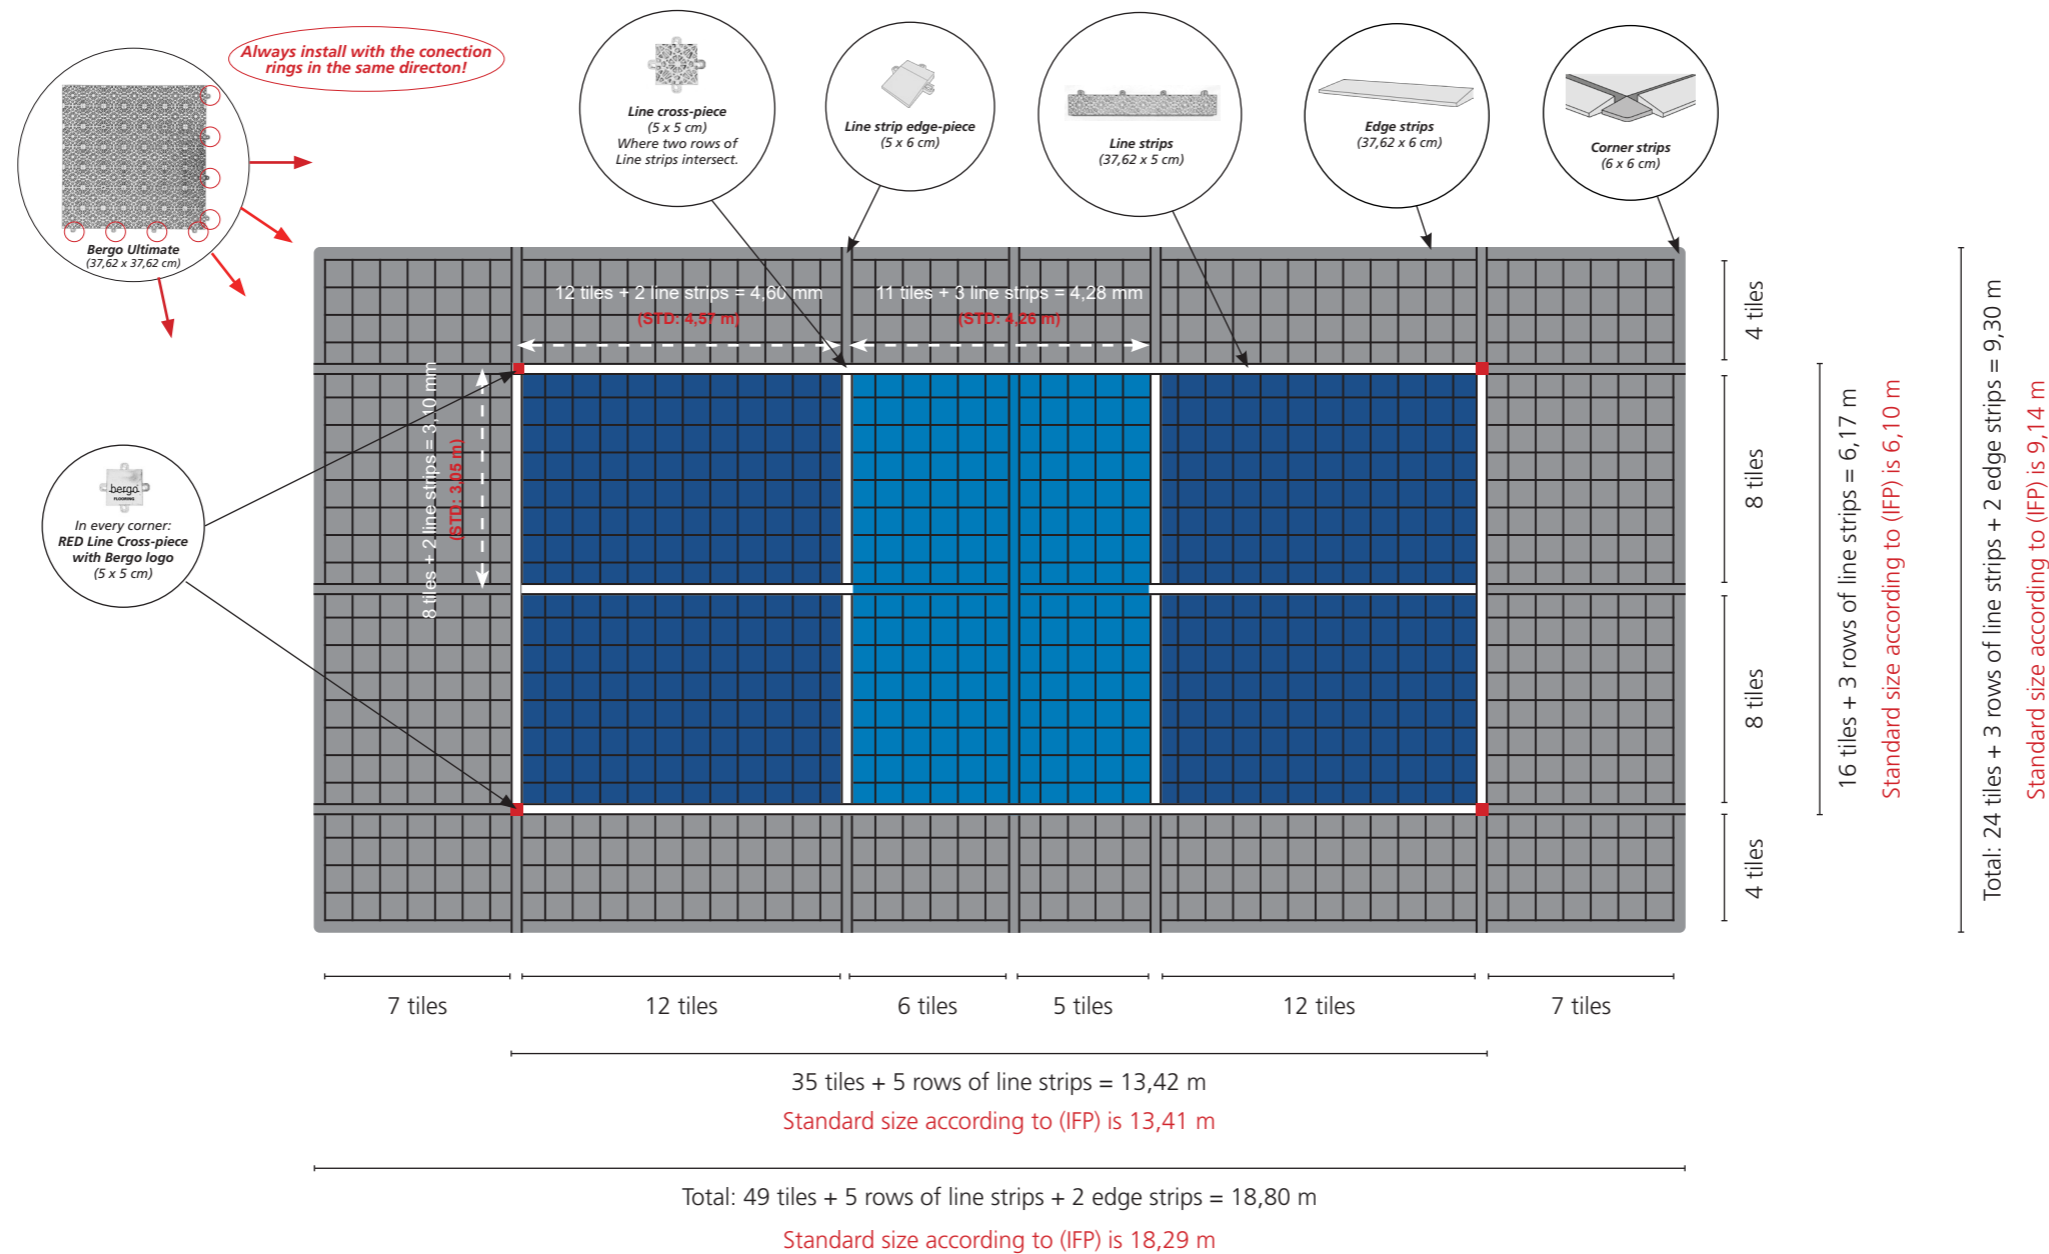 Always install with the conection
rings in the same directon!
Bergo Ultimate
(37,62 x 37,62 cm)
Line cross-piece
(5 x 5 cm)
Where two rows of
Line strips intersect.
Line strip edge-piece
(5 x 6 cm)
Line strips
(37,62 x 5 cm)
Edge strips
(37,62 x 6 cm)
Corner strips
(6 x 6 cm)
12 tiles + 2 line strips = 4,60 mm
(STD: 4,57 m)
11 tiles + 3 line strips = 4,28 mm
(STD: 4,26 m)
8 tiles + 2 line strips = 3,10 mm
(STD: 3,05 m)
bergo
FLOORING
In every corner:
RED Line Cross-piece
with Bergo logo
(5 x 5 cm)
4 tiles
8 tiles
8 tiles
4 tiles
16 tiles + 3 rows of line strips = 6,17 m
Standard size according to (IFP) is 6,10 m
Total: 24 tiles + 3 rows of line strips + 2 edge strips = 9,30 m
Standard size according to (IFP) is 9,14 m
7 tiles
12 tiles
6 tiles
5 tiles
12 tiles
7 tiles
35 tiles + 5 rows of line strips = 13,42 m
Standard size according to (IFP) is 13,41 m
Total: 49 tiles + 5 rows of line strips + 2 edge strips = 18,80 m
Standard size according to (IFP) is 18,29 m